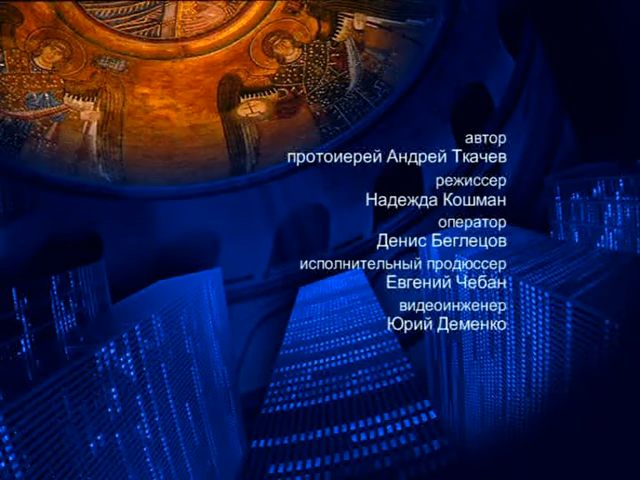 автор
протоиерей Андрей Ткачев
режиссер
Надежда Кошман
оператор
Денис Беглецов
исполнительный продюссер
Евгений Чебан
видеоинженер
Юрий Деменко